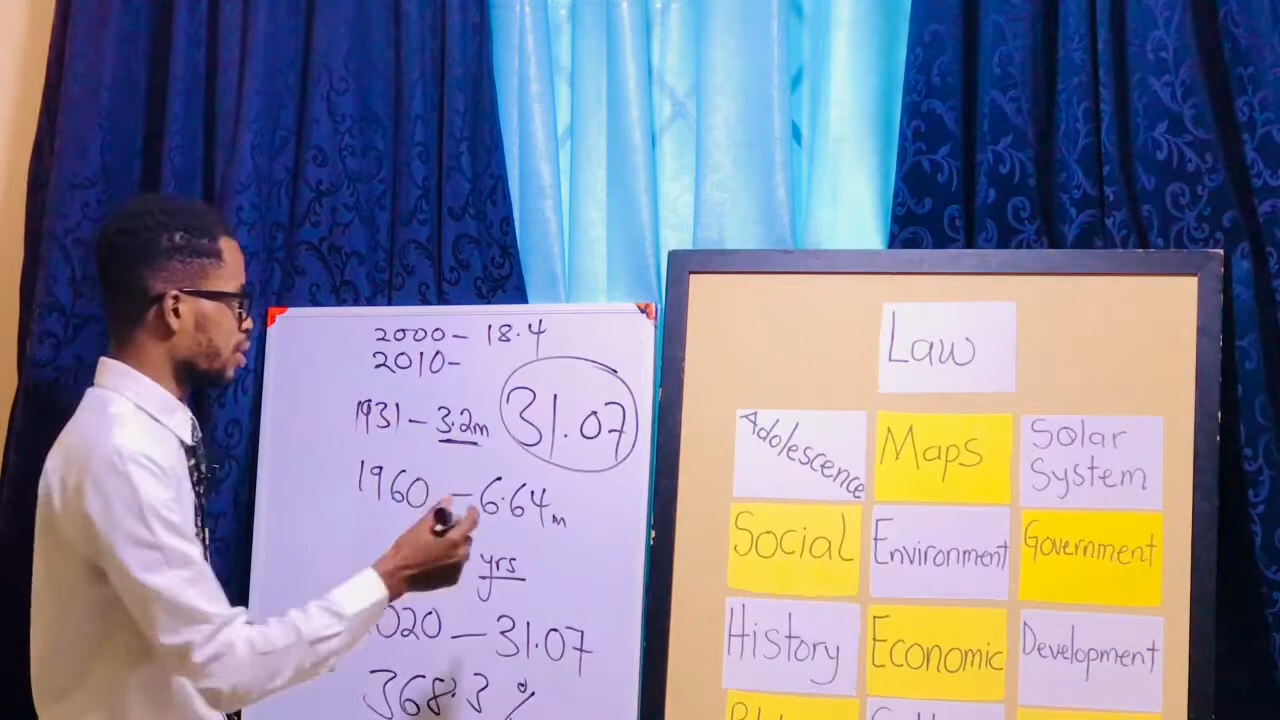 2000 - 18.4
2010 -
1931 - 3.2m
31.07
1960 - 6.64m
yrs
2020 - 31.07
368.3 %
Law
Adolescence
Maps
Solar System
Social
Environment
Government
History
Economic
Development